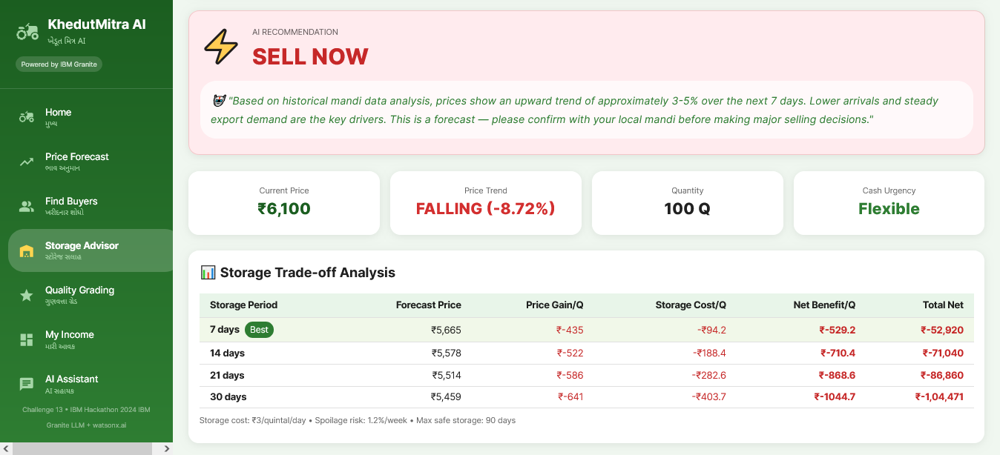 KhedutMitra AI
ખેડૂત મિત્ર AI
Powered by IBM Granite
Home
મુખ્ય
Price Forecast
ભાવ અનુમાન
Find Buyers
ખરીદનાર શોધો
Storage Advisor
સ્ટોરેજ સલાહ
Quality Grading
ગુણવત્તા ગ્રેડ
My Income
મારી આવક
AI Assistant
AI સહાયક
Challenge 13 • IBM Hackathon 2024 IBM
Granite LLM + watsonx.ai
AI RECOMMENDATION
SELL NOW
"Based on historical mandi data analysis, prices show an upward trend of approximately 3-5% over the next 7 days. Lower arrivals and steady
export demand are the key drivers. This is a forecast — please confirm with your local mandi before making major selling decisions."
Current Price
₹6,100
Price Trend
FALLING (-8.72%)
Quantity
100 Q
Cash Urgency
Flexible
Storage Trade-off Analysis
Storage Period Forecast Price Price Gain/Q Storage Cost/Q Net Benefit/Q Total Net
7 days Best ₹5,665 ₹-435 -₹94.2 ₹-529.2 ₹-52,920
14 days ₹5,578 ₹-522 -₹188.4 ₹-710.4 ₹-71,040
21 days ₹5,514 ₹-586 -₹282.6 ₹-868.6 ₹-86,860
30 days ₹5,459 ₹-641 -₹403.7 ₹-1044.7 ₹-1,04,471
Storage cost: ₹3/quintal/day • Spoilage risk: 1.2%/week • Max safe storage: 90 days